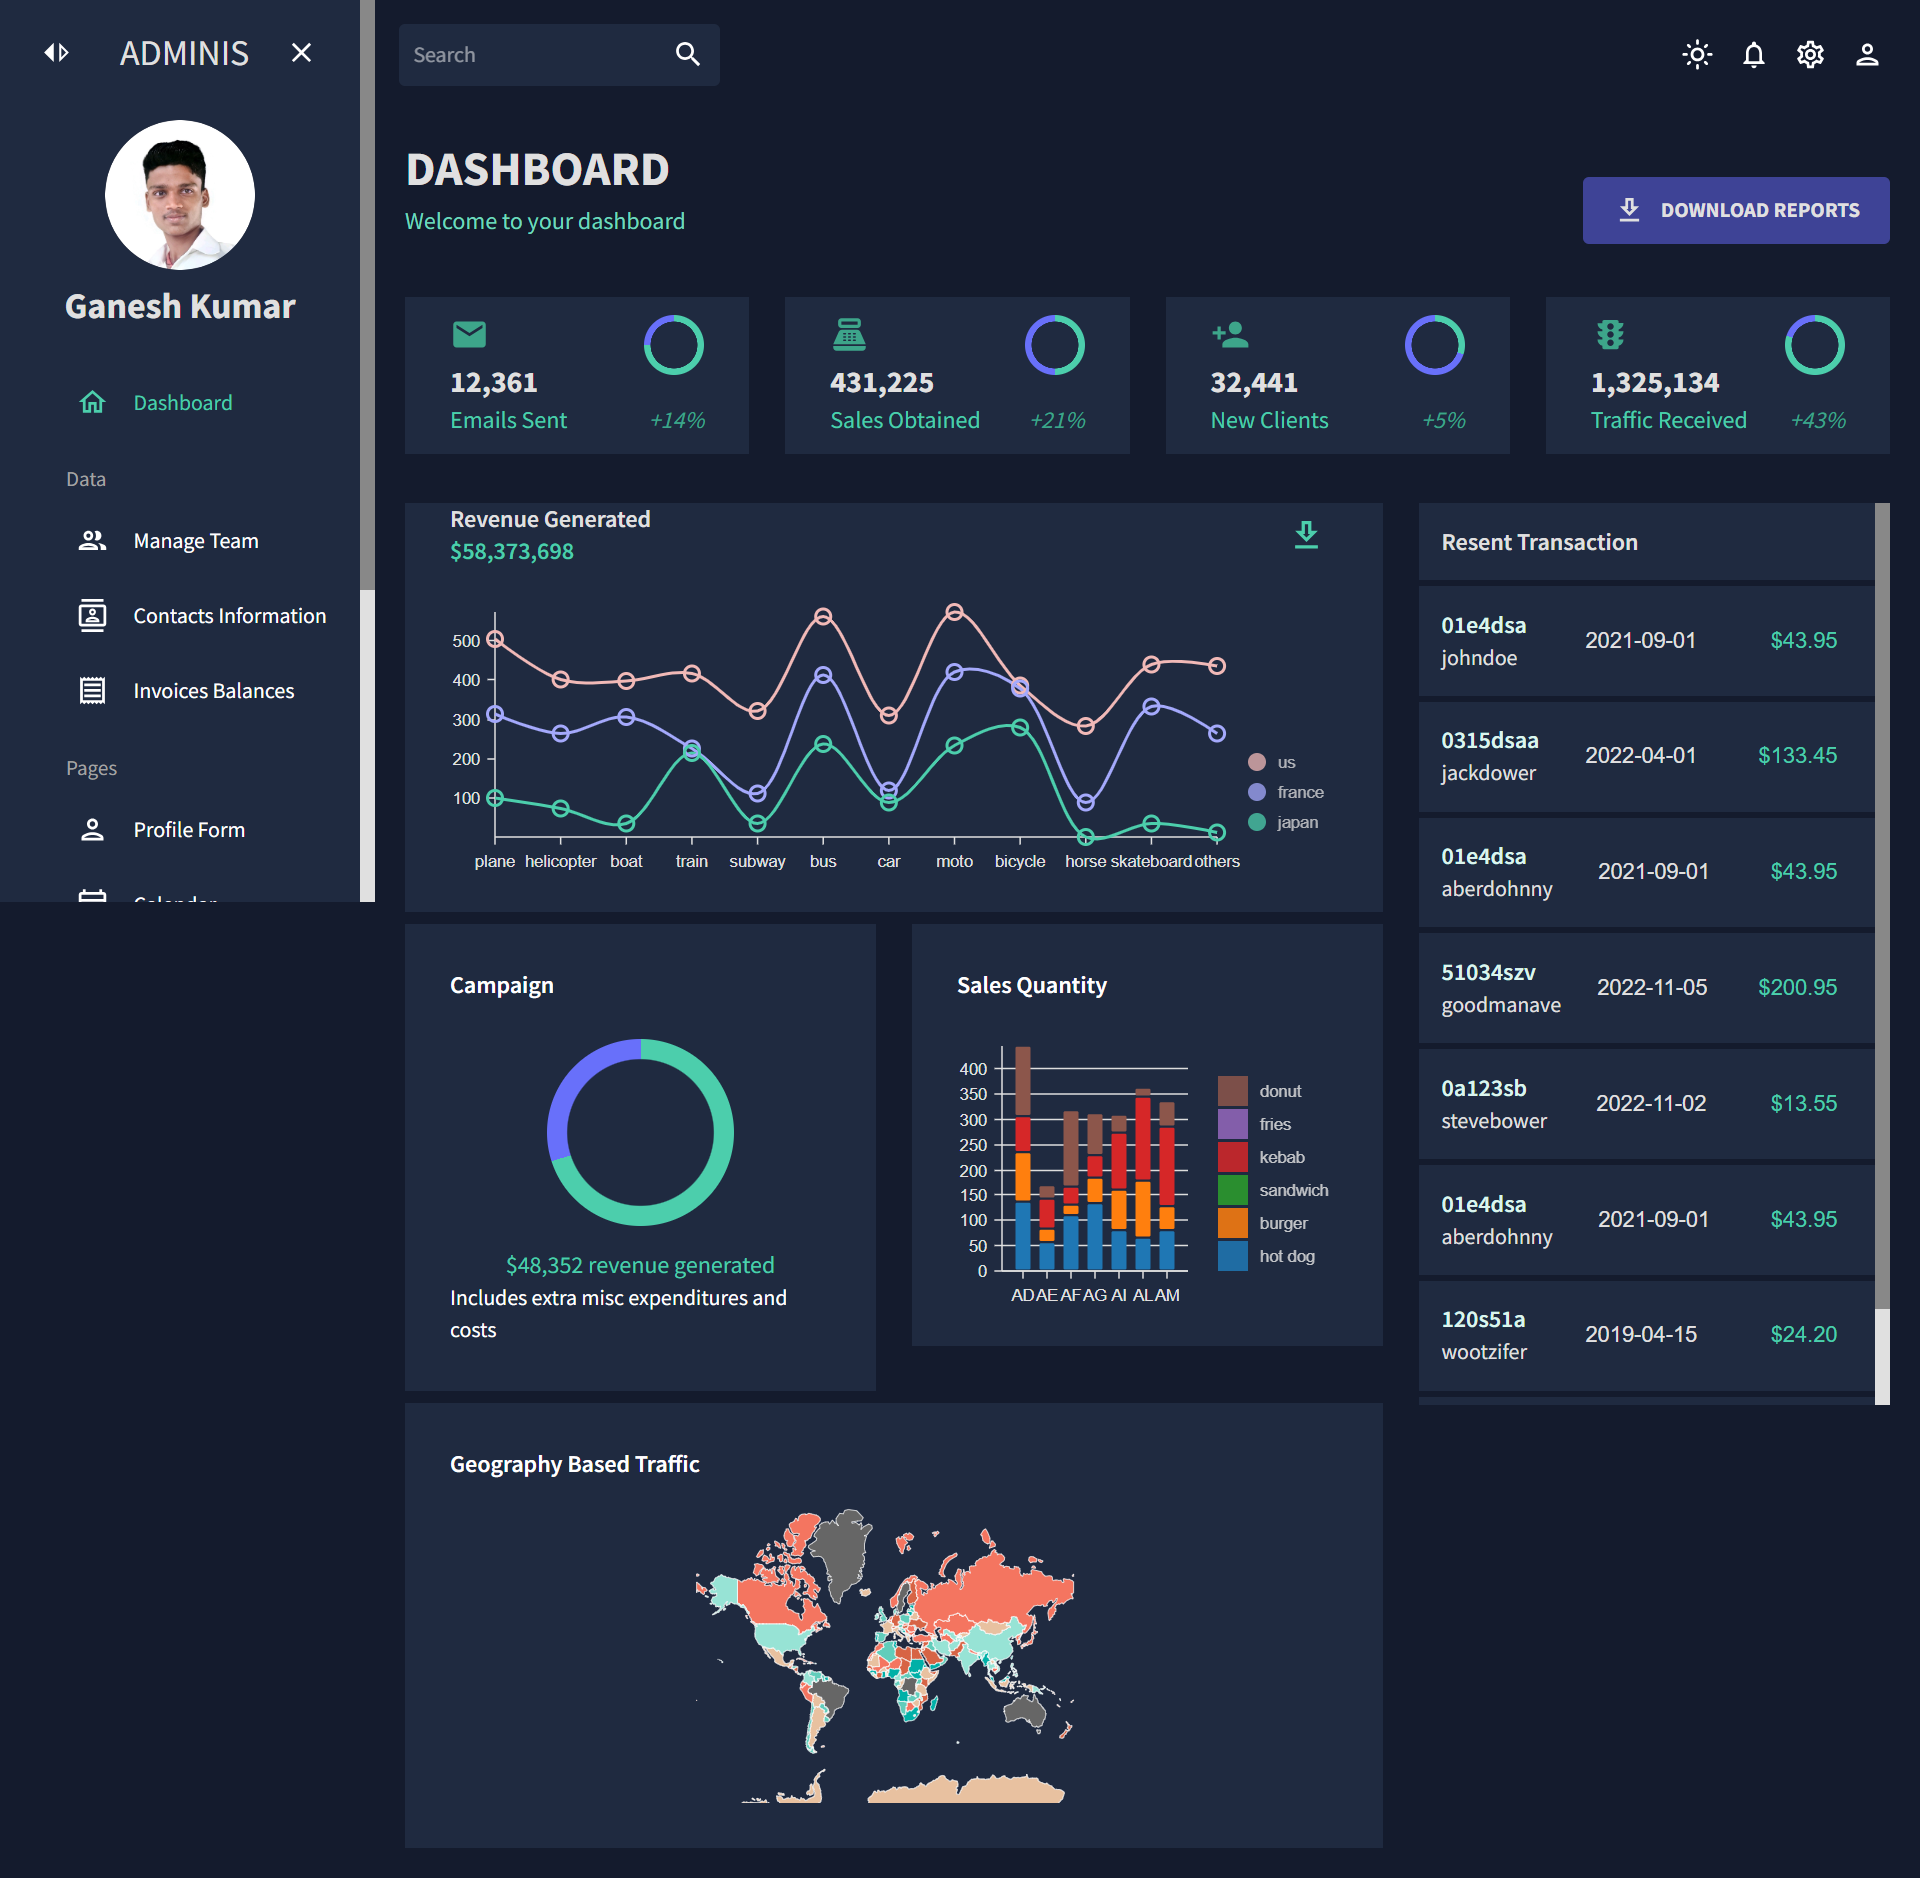 ADMINIS
Search
Ganesh Kumar
Dashboard
Data
Manage Team
Contacts Information
Invoices Balances
Pages
Profile Form
Calendar
DASHBOARD
Welcome to your dashboard
DOWNLOAD REPORTS
12,361
Emails Sent +14%
431,225
Sales Obtained +21%
32,441
New Clients +5%
1,325,134
Traffic Received +43%
Revenue Generated
$58,373,698
500
400
300
200
100
plane helicopter boat train subway bus car moto bicycle horse skateboard others
us
france
japan
Resent Transaction
01e4dsa
johndoe
2021-09-01
$43.95
0315dsaa
jackdower
2022-04-01
$133.45
01e4dsa
aberdohnny
2021-09-01
$43.95
51034szv
goodmanave
2022-11-05
$200.95
0a123sb
stevebower
2022-11-02
$13.55
01e4dsa
aberdohnny
2021-09-01
$43.95
120s51a
wootzifer
2019-04-15
$24.20
Campaign
$48,352 revenue generated
Includes extra misc expenditures and
costs
Sales Quantity
400
350
300
250
200
150
100
50
0
AD AE AF AG AI AL AM
donut
fries
kebab
sandwich
burger
hot dog
Geography Based Traffic